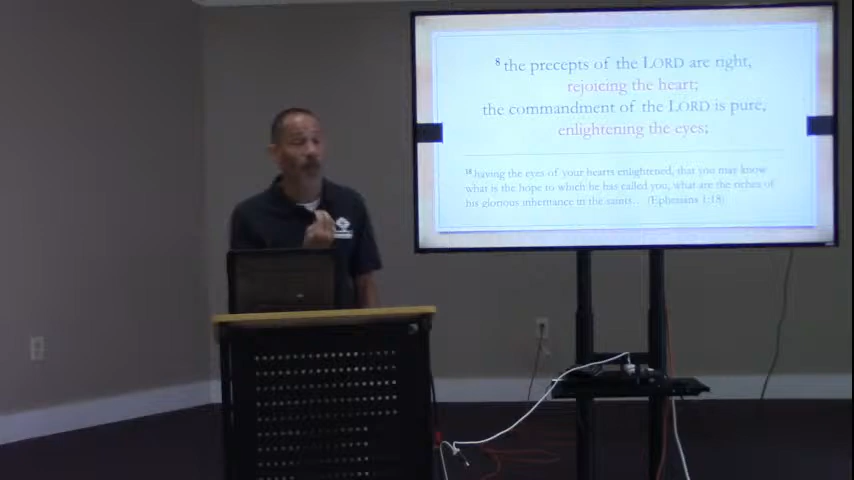 8 the precepts of the LORD are right,
rejoicing the heart;
the commandment of the LORD is pure,
enlightening the eyes;
18 having the eyes of your hearts enlightened, that you may know
what is the hope to which he has called you, what are the riches of
his glorious inheritance in the saints… (Ephesians 1:18)